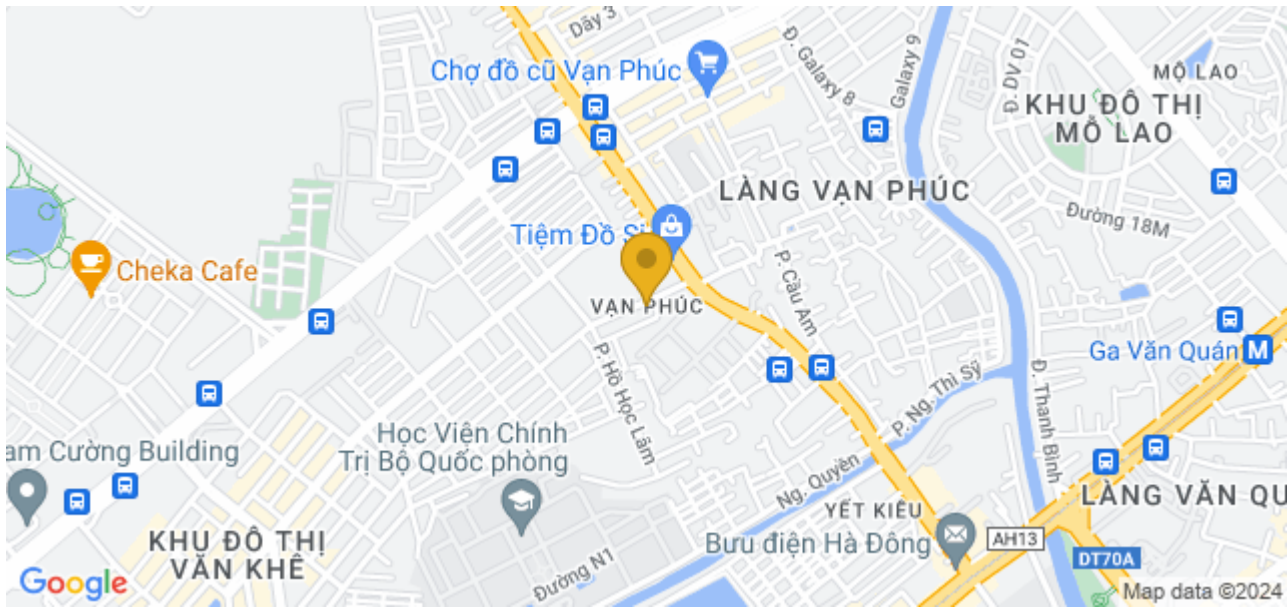 Dãy 3
Chợ đồ cũ Vạn Phúc
Đ. Galaxy 8
Galaxy 9
Đ. DV 01
MỘ LAO
KHU ĐÔ THỊ
MỖ LAO
LÀNG VẠN PHÚC
Đường 18M
Tiệm Đồ Si
Cheka Cafe
VẠN PHÚC
P. Cầu Am
P. Hồ Học Lãm
Ga Văn Quán
M
P. Ng. Thì Sỹ
Đ. Thanh Bình
Học Viện Chính
Trị Bộ Quốc phòng
am Cường Building
Ng. Quyền
LÀNG VĂN QU
YẾT KIÊU
KHU ĐÔ THỊ
VĂN KHÊ
Bưu điện Hà Đông
AH13
DT70A
Đường N1
Google
Map data ©2024